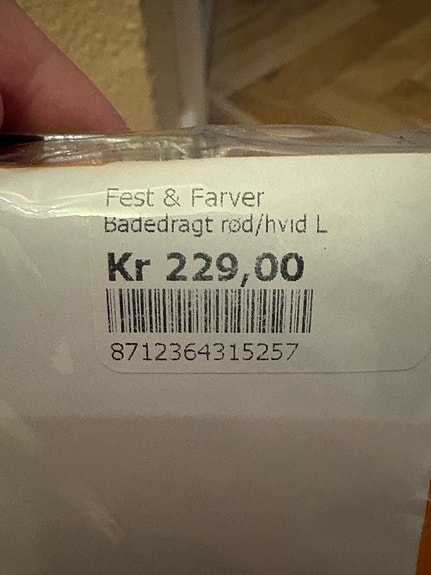 Fest & Farver
Badedragt rød/hvid L
Kr 229,00
8712364315257